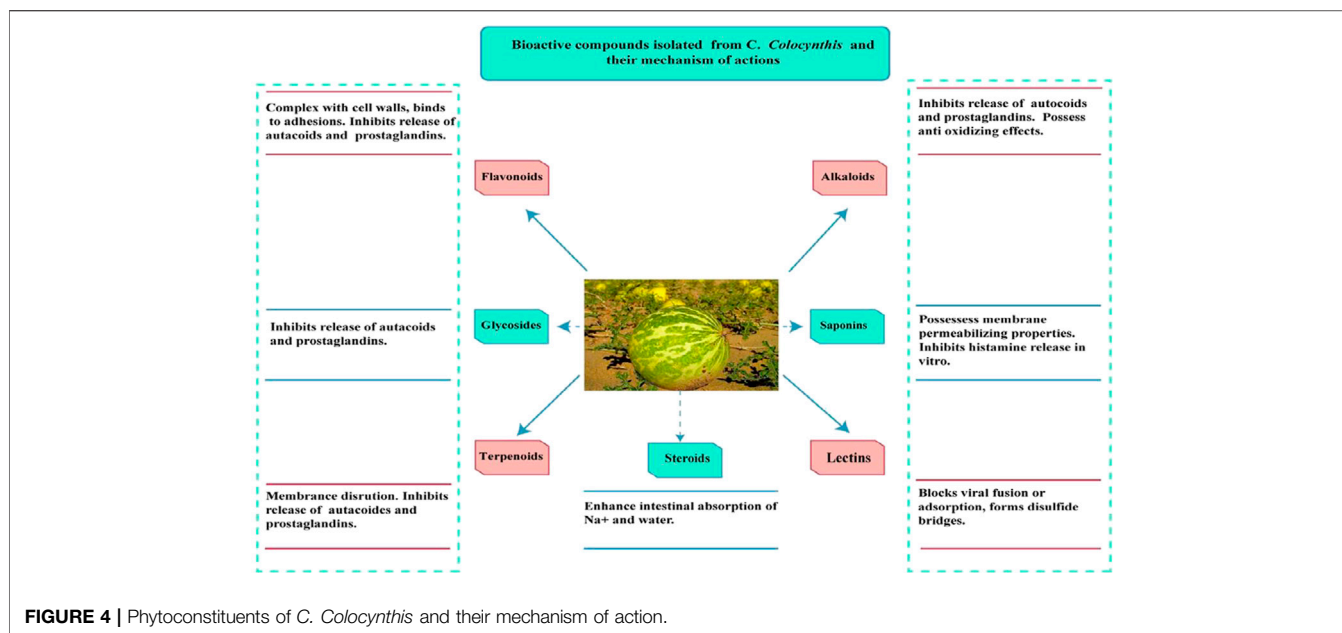 Bioactive compounds isolated from C. Colocynthis and
their mechanism of actions
Complex with cell walls, binds
to adhesions. Inhibits release of
autacoids and prostaglandins.
Inhibits release of autocoids
and prostaglandins. Possess
anti oxidizing effects.
Flavonoids
Alkaloids
Inhibits release of autacoids
and prostaglandins.
Glycosides
Saponins
Possessess membrane
permeabilizing properties.
Inhibits histamine release in
vitro.
Terpenoids
Steroids
Lectins
Membrance disrution. Inhibits
release of autacoides and
prostaglandins.
Enhance intestinal absorption of
Na+ and water.
Blocks viral fusion or
adsorption, forms disulfide
bridges.
FIGURE 4 | Phytoconstituents of C. Colocynthis and their mechanism of action.